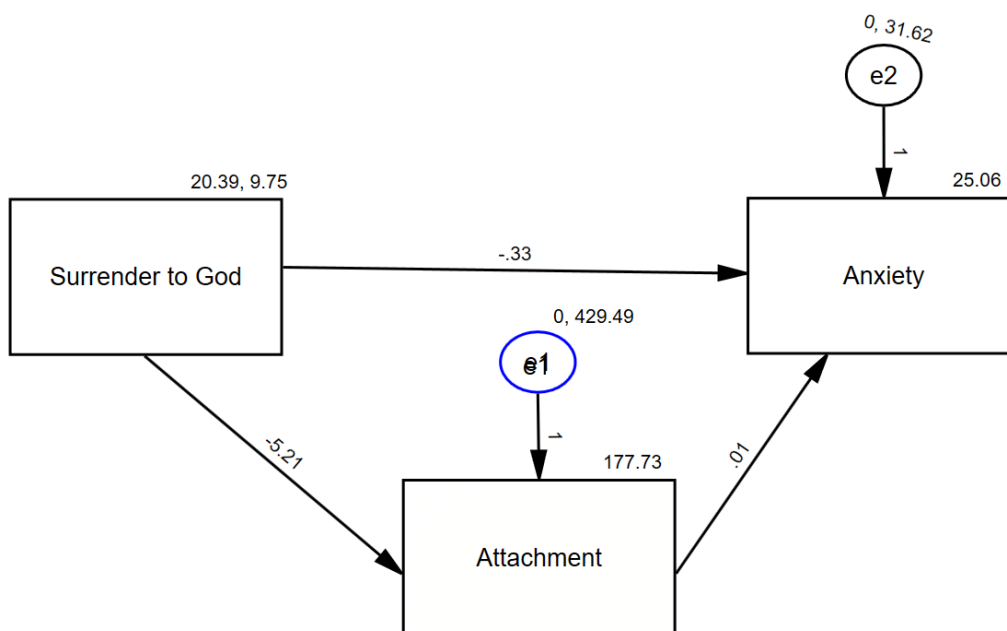 0, 31.62
e2
1
20.39, 9.75
25.06
Surrender to God
-.33
Anxiety
0, 429.49
e1
1
-5.21
.01
177.73
Attachment